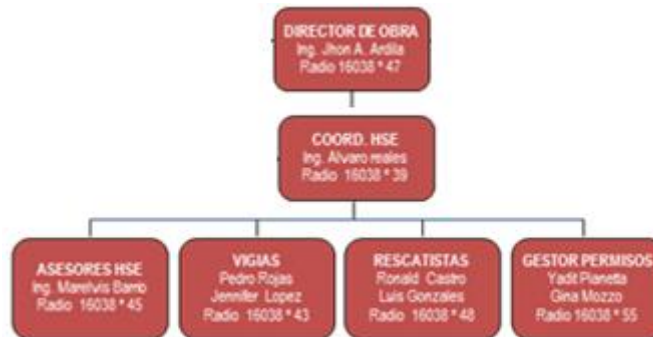 DIRECTOR DE OBRA
Ing. Jhon A. Ardila
Radio 16038 * 47
COORD. HSE
Ing. Alvaro reales
Radio 16038 * 39
ASESORES HSE
Ing. Marelvis Barrio
Radio 16038 * 45
VIGIAS
Pedro Rojas
Jennifer Lopez
Radio 16038 * 43
RESCATISTAS
Ronald Castro
Luis Gonzales
Radio 16038 * 48
GESTOR PERMISOS
Yadit Pianetta
Gina Mozzo
Radio 16038 * 55